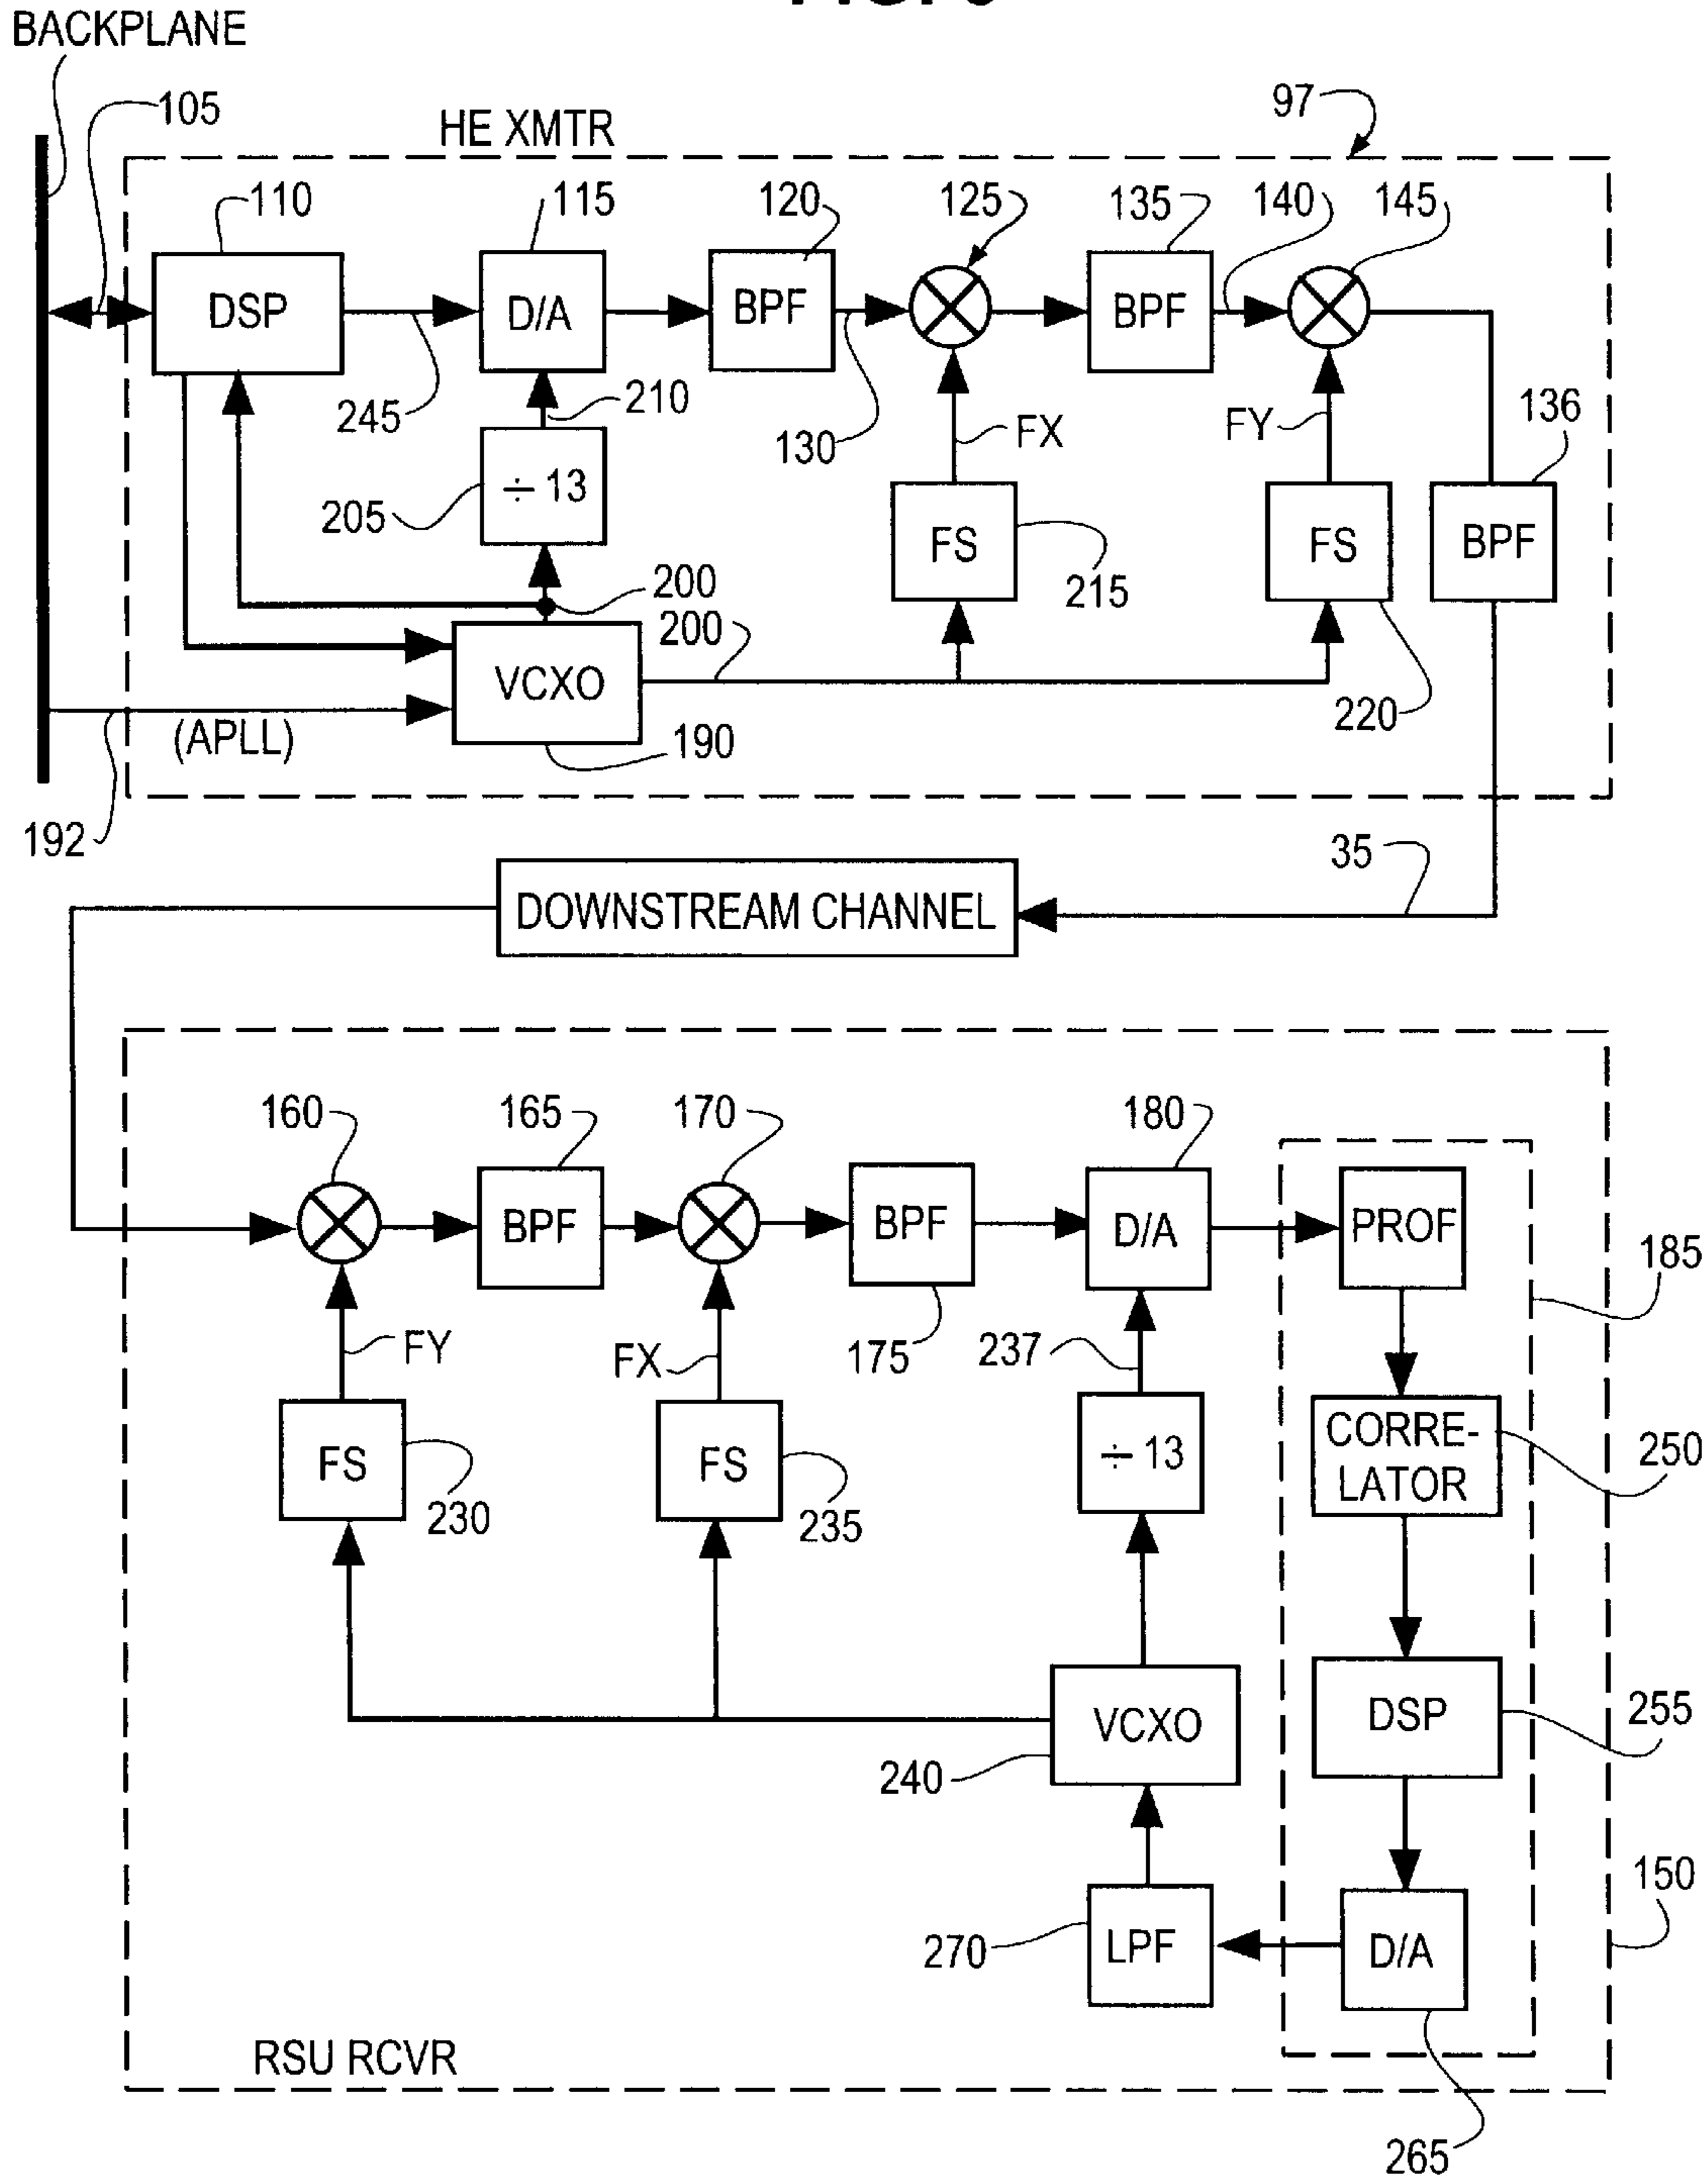 BACKPLANE
105
HE XMTR
97
110
115
120
125
135
140
145
DSP
D/A
BPF
BPF
245
210
130
FX
FY
136
205
÷ 13
FS
215
FS
BPF
200
200
VCXO
220
(APLL)
190
192
35
DOWNSTREAM CHANNEL
160
165
170
180
BPF
BPF
D/A
PROF
185
FY
FX
175
237
FS
230
FS
235
÷ 13
CORRE-
LATOR
250
VCXO
240
DSP
255
LPF
270
D/A
150
RSU RCVR
265